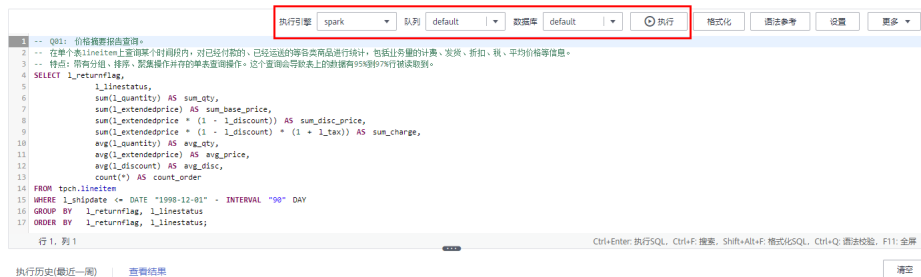 执行引擎 spark 队列 default 数据库 default 执行 格式化 语法参考 设置 更多
1 -- Q01: 价格摘要报告查询。
2 -- 在单个表lineitem上查询某个时间段内，对已经付款的、已经运送的等各类商品进行统计，包括业务量的计费、发货、折扣、税、平均价格等信息。
3 -- 特点: 带有分组、排序、聚集操作并存的单表查询操作。这个查询会导致表上的数据有95%到97%行被读取到。
4 SELECT l_returnflag,
5 l_linestatus,
6 sum(l_quantity) AS sum_qty,
7 sum(l_extendedprice) AS sum_base_price,
8 sum(l_extendedprice * (1 - l_discount)) AS sum_disc_price,
9 sum(l_extendedprice * (1 - l_discount) * (1 + l_tax)) AS sum_charge,
10 avg(l_quantity) AS avg_qty,
11 avg(l_extendedprice) AS avg_price,
12 avg(l_discount) AS avg_disc,
13 count(*) AS count_order
14 FROM tpch.lineitem
15 WHERE l_shipdate <= DATE "1998-12-01" - INTERVAL "90" DAY
16 GROUP BY l_returnflag, l_linestatus
17 ORDER BY l_returnflag, l_linestatus;
行 1, 列 1 Ctrl+Enter: 执行SQL, Ctrl+F: 搜索, Shift+Alt+F: 格式化SQL, Ctrl+Q: 语法校验, F11: 全屏
执行历史(最近一周) 查看结果 清空